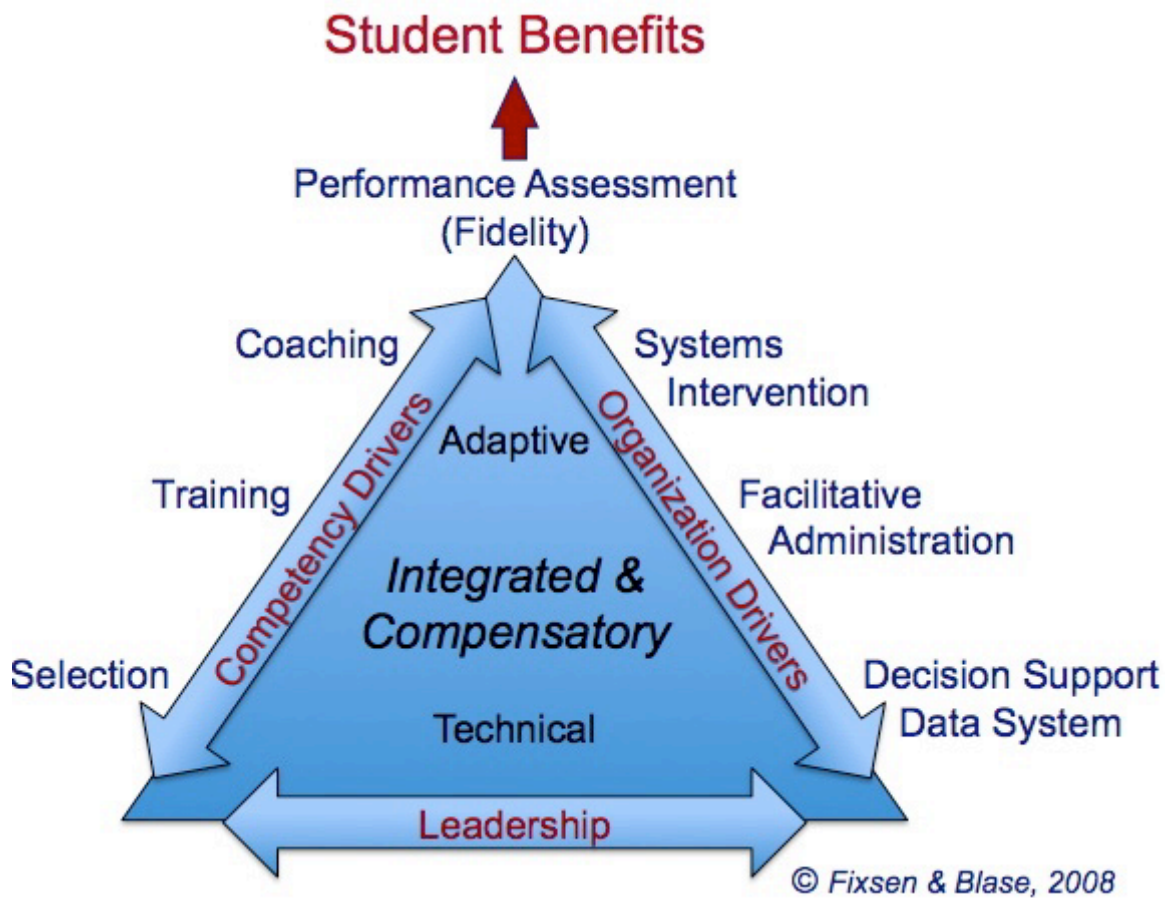 Student Benefits
Performance Assessment
(Fidelity)
Coaching
Systems
Intervention
Competency Drivers
Organization Drivers
Adaptive
Training
Facilitative
Administration
Integrated &
Compensatory
Selection
Decision Support
Data System
Technical
Leadership
© Fixsen & Blase, 2008